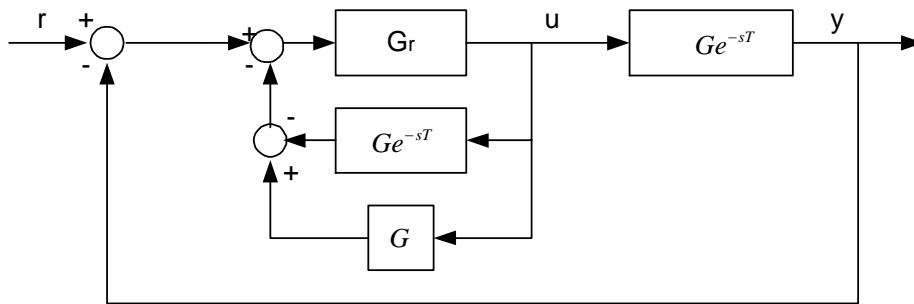 r
+
-
+
-
Gr
u
Ge^{-sT}
y
-
Ge^{-sT}
+
G